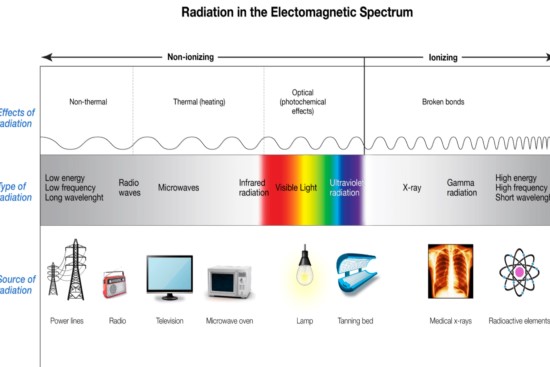 Radiation in the Electomagnetic Spectrum
Non-ionizing
Ionizing
Effects of
radiation
Non-thermal
Thermal (heating)
Optical
(photochemical
effects)
Broken bonds
Type of
radiation
Low energy
Low frequency
Long wavelenght
Radio
waves
Microwaves
Infrared
radiation
Visible Light
Ultraviolet
radiation
X-ray
Gamma
radiation
High energy
High frequency
Short wavelenght
Source of
radiation
Power lines
Radio
Television
Microwave oven
Lamp
Tanning bed
Medical x-rays
Radioactive elements